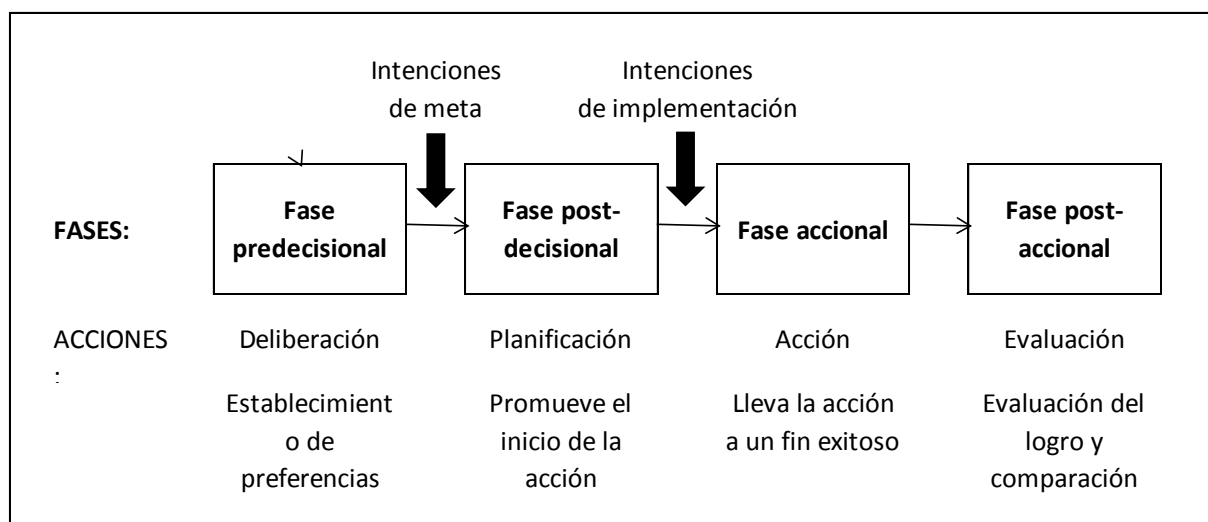 Intenciones
de meta
Intenciones
de implementación
FASES:
Fase
predecisional
Fase post-
decisional
Fase accional
Fase post-
accional
ACCIONES
:
Deliberación
Planificación
Acción
Evaluación
Establecimient
o de
preferencias
Promueve el
inicio de la
acción
Lleva la acción
a un fin exitoso
Evaluación del
logro y
comparación